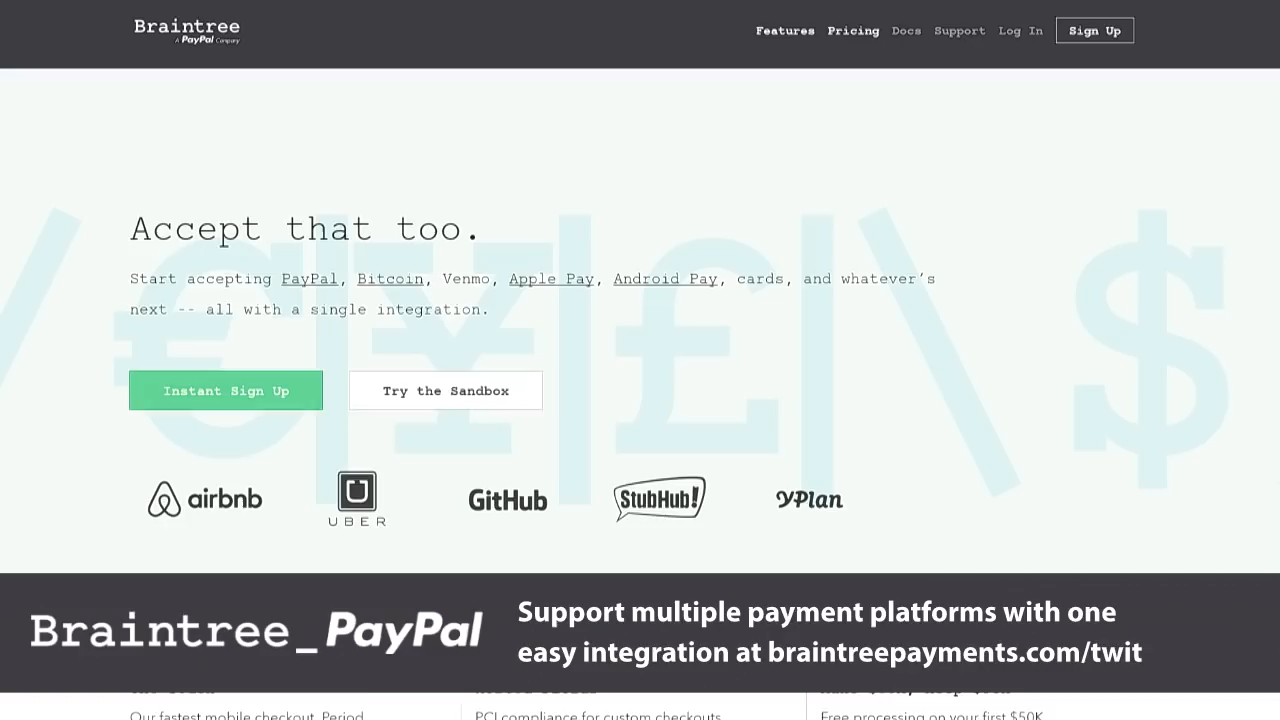 Braintree
A PayPal Company
Features Pricing Docs Support Log In Sign Up
Accept that too.
Start accepting PayPal, Bitcoin, Venmo, Apple Pay, Android Pay, cards, and whatever's
next -- all with a single integration.
Instant Sign Up Try the Sandbox
airbnb UBER GitHub StubHub! YPlan
Braintree_PayPal
Support multiple payment platforms with one
easy integration at braintreepayments.com/twit
Our fastest mobile checkout. Period. PCI compliance for custom checkouts. Free processing on your first $50K.